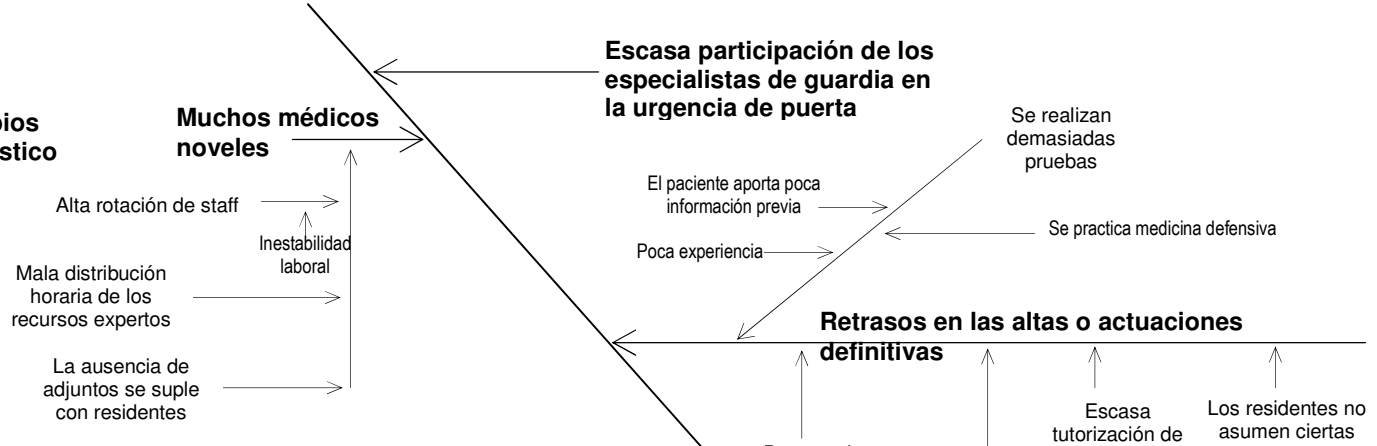 Escasa participación de los
especialistas de guardia en
la urgencia de puerta
Muchos médicos
noveles
Alta rotación de staff
Inestabilidad
laboral
Mala distribución
horaria de los
recursos expertos
La ausencia de
adjuntos se suple
con residentes
Se realizan
demasiadas
pruebas
El paciente aporta poca
información previa
Se practica medicina defensiva
Poca experiencia
Retrasos en las altas o actuaciones
definitivas
Escasa
tutorización de
Los residentes no
asumen ciertas